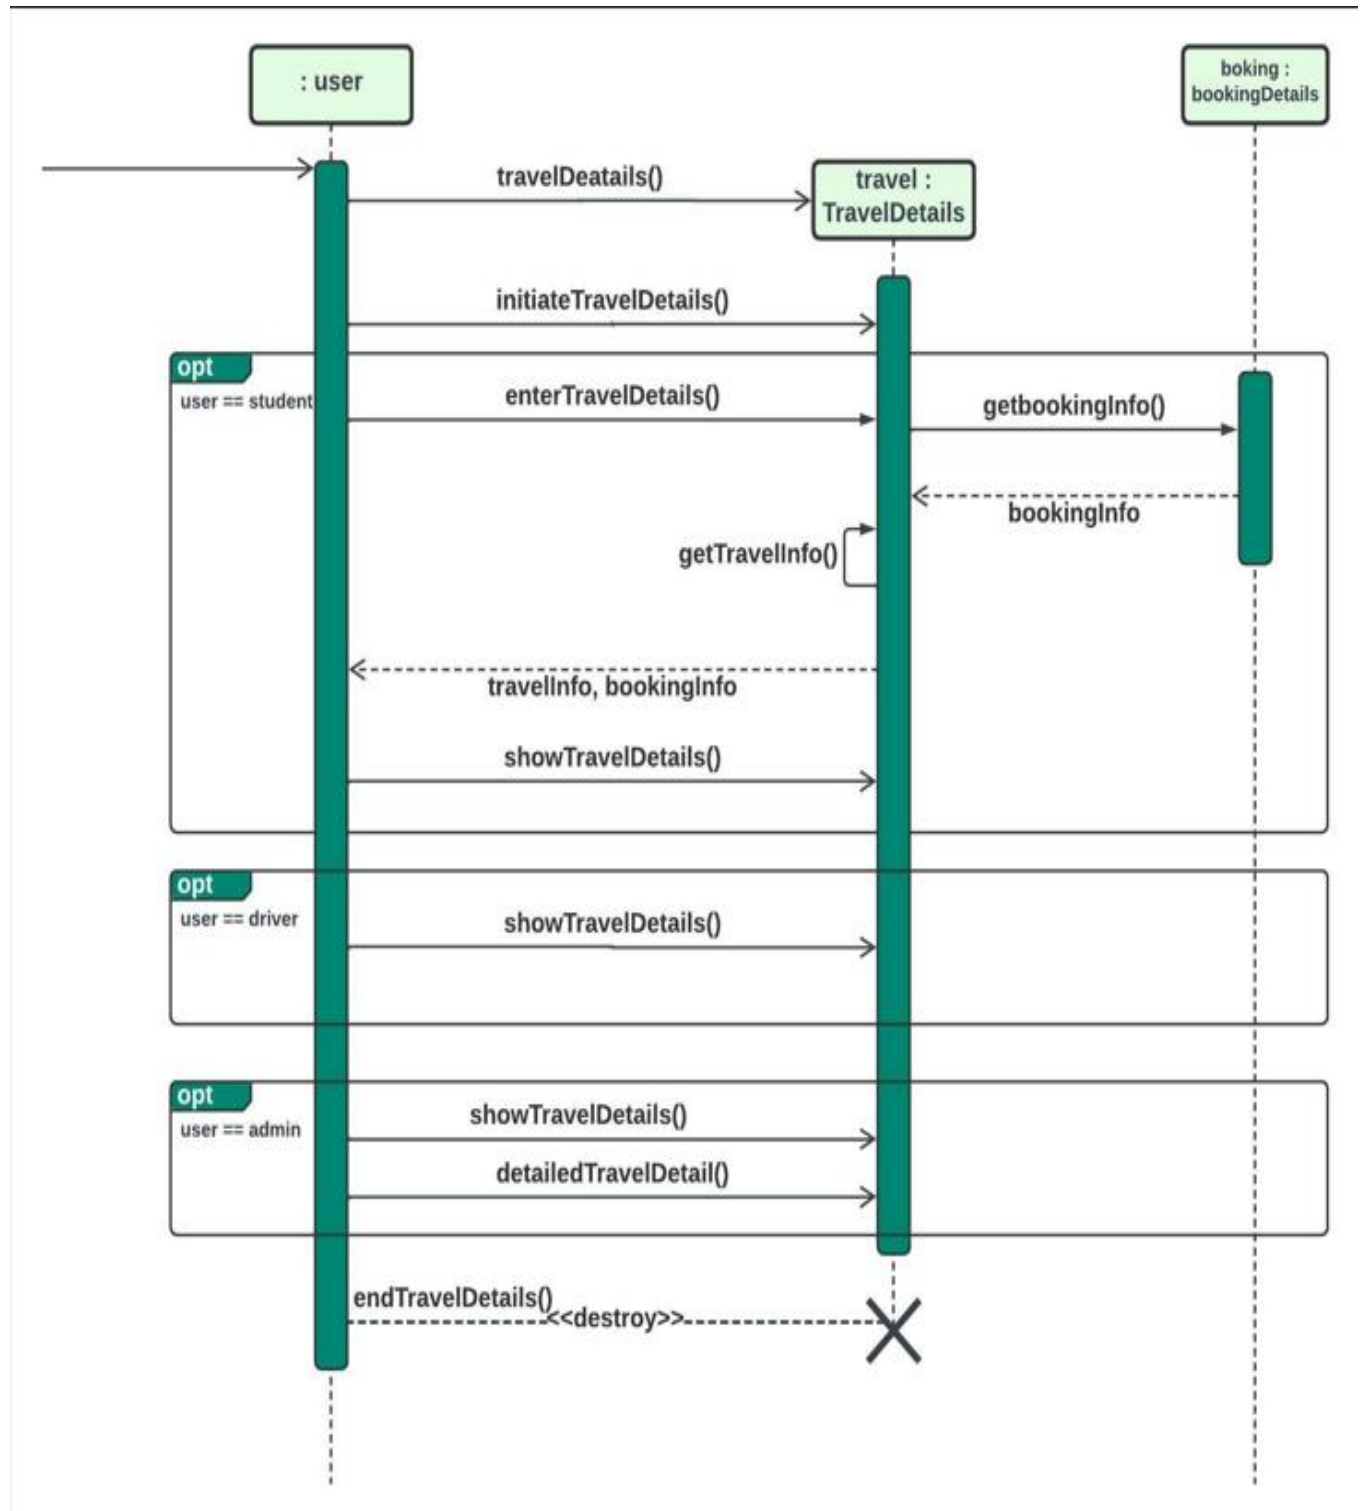 : user
boking :
bookingDetails
travelDeatails()
travel :
TravelDetails
initiateTravelDetails()
opt
user == student
enterTravelDetails()
getbookingInfo()
bookingInfo
getTravelInfo()
travelInfo, bookingInfo
showTravelDetails()
opt
user == driver
showTravelDetails()
opt
user == admin
showTravelDetails()
detailedTravelDetail()
endTravelDetails()
<<destroy>>